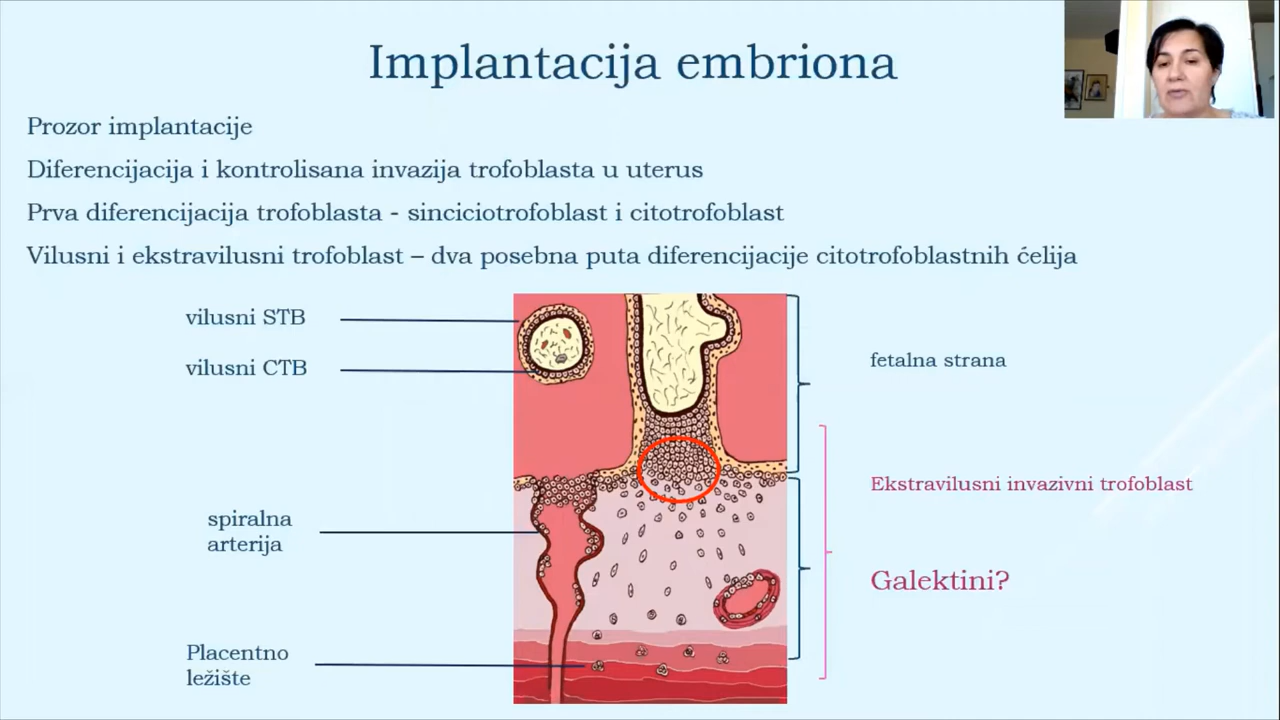 Implantacija embriona
Prozor implantacije
Diferencijacija i kontrolisana invazija trofoblasta u uterus
Prva diferencijacija trofoblasta - sinciciotrofoblast i citotrofoblast
Vilusni i ekstravilusni trofoblast – dva posebna puta diferencijacije citotrofoblastnih ćelija
vilusni STB
vilusni CTB
spiralna
arterija
Placentno
ležište
fetalna strana
Ekstravilusni invazivni trofoblast
Galektini?